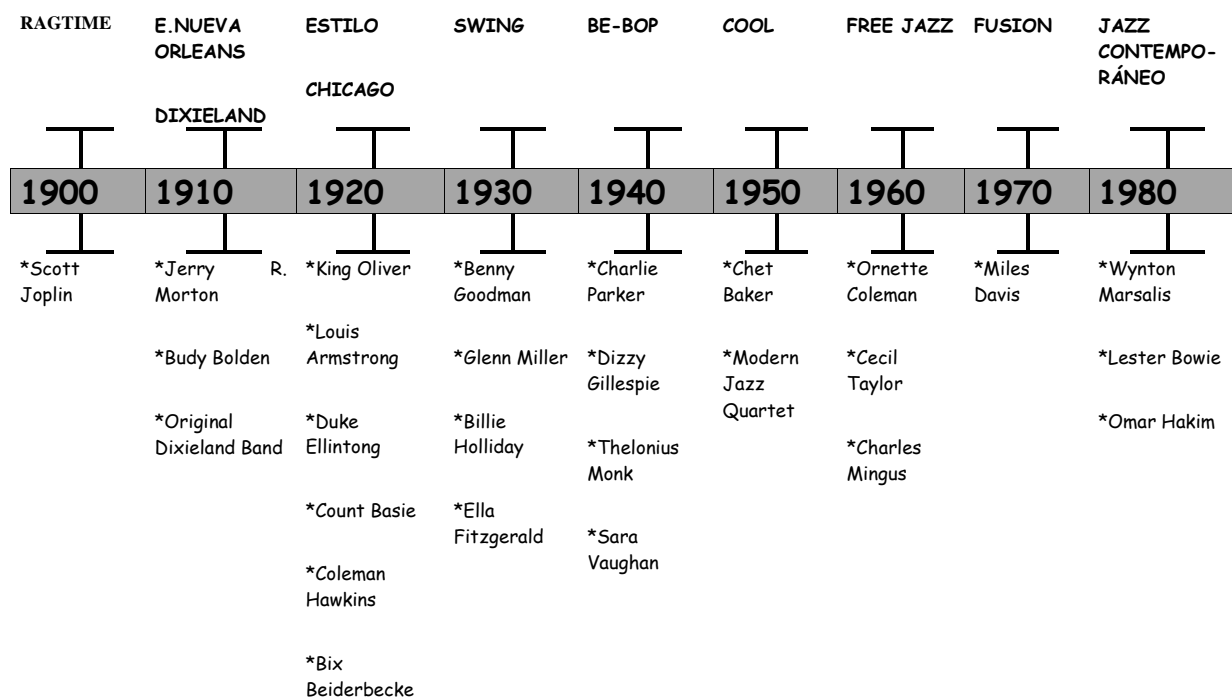 RAGTIME
E.NUEVA
ORLEANS
DIXIELAND
ESTILO
CHICAGO
SWING
BE-BOP
COOL
FREE JAZZ
FUSION
JAZZ
CONTEMPO-
RÁNEO
1900
1910
1920
1930
1940
1950
1960
1970
1980
*Scott
Joplin
*Jerry R.
Morton
*Budy Bolden
*Original
Dixieland Band
*King Oliver
*Louis
Armstrong
*Duke
Ellintong
*Count Basie
*Coleman
Hawkins
*Bix
Beiderbecke
*Benny
Goodman
*Glenn Miller
*Billie
Holliday
*Ella
Fitzgerald
*Charlie
Parker
*Dizzy
Gillespie
*Thelonius
Monk
*Sara
Vaughan
*Chet
Baker
*Modern
Jazz
Quartet
*Ornette
Coleman
*Cecil
Taylor
*Charles
Mingus
*Miles
Davis
*Wynton
Marsalis
*Lester Bowie
*Omar Hakim